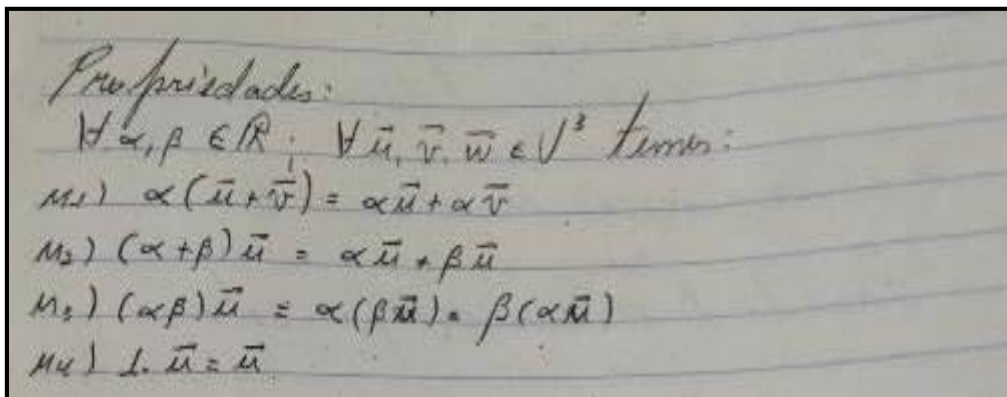 Propriedades:
∀ α, β ∈ ℝ; ∀ u⃗, v⃗, w⃗ ∈ V³ temos:
M1) α(u⃗ + v⃗) = αu⃗ + αv⃗
M2) (α + β)u⃗ = αu⃗ + βu⃗
M3) (αβ)u⃗ = α(βu⃗) = β(αu⃗)
M4) 1. u⃗ = u⃗